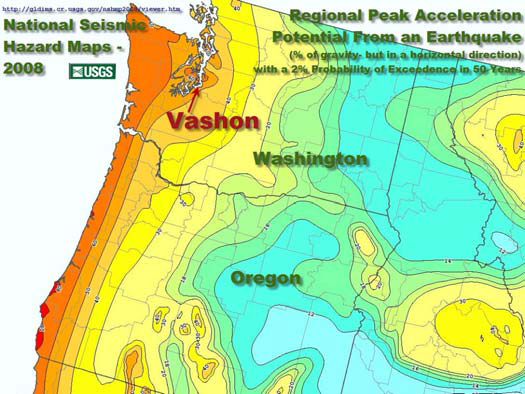 http://gldims.cr.usgs.gov/nshmp2008/viewer.htm
National Seismic
Hazard Maps -
2008
USGS
Regional Peak Acceleration
Potential From an Earthquake
(% of gravity- but in a horizontal direction)
with a 2% Probability of Exceedence in 50 Years
Vashon
Washington
Oregon